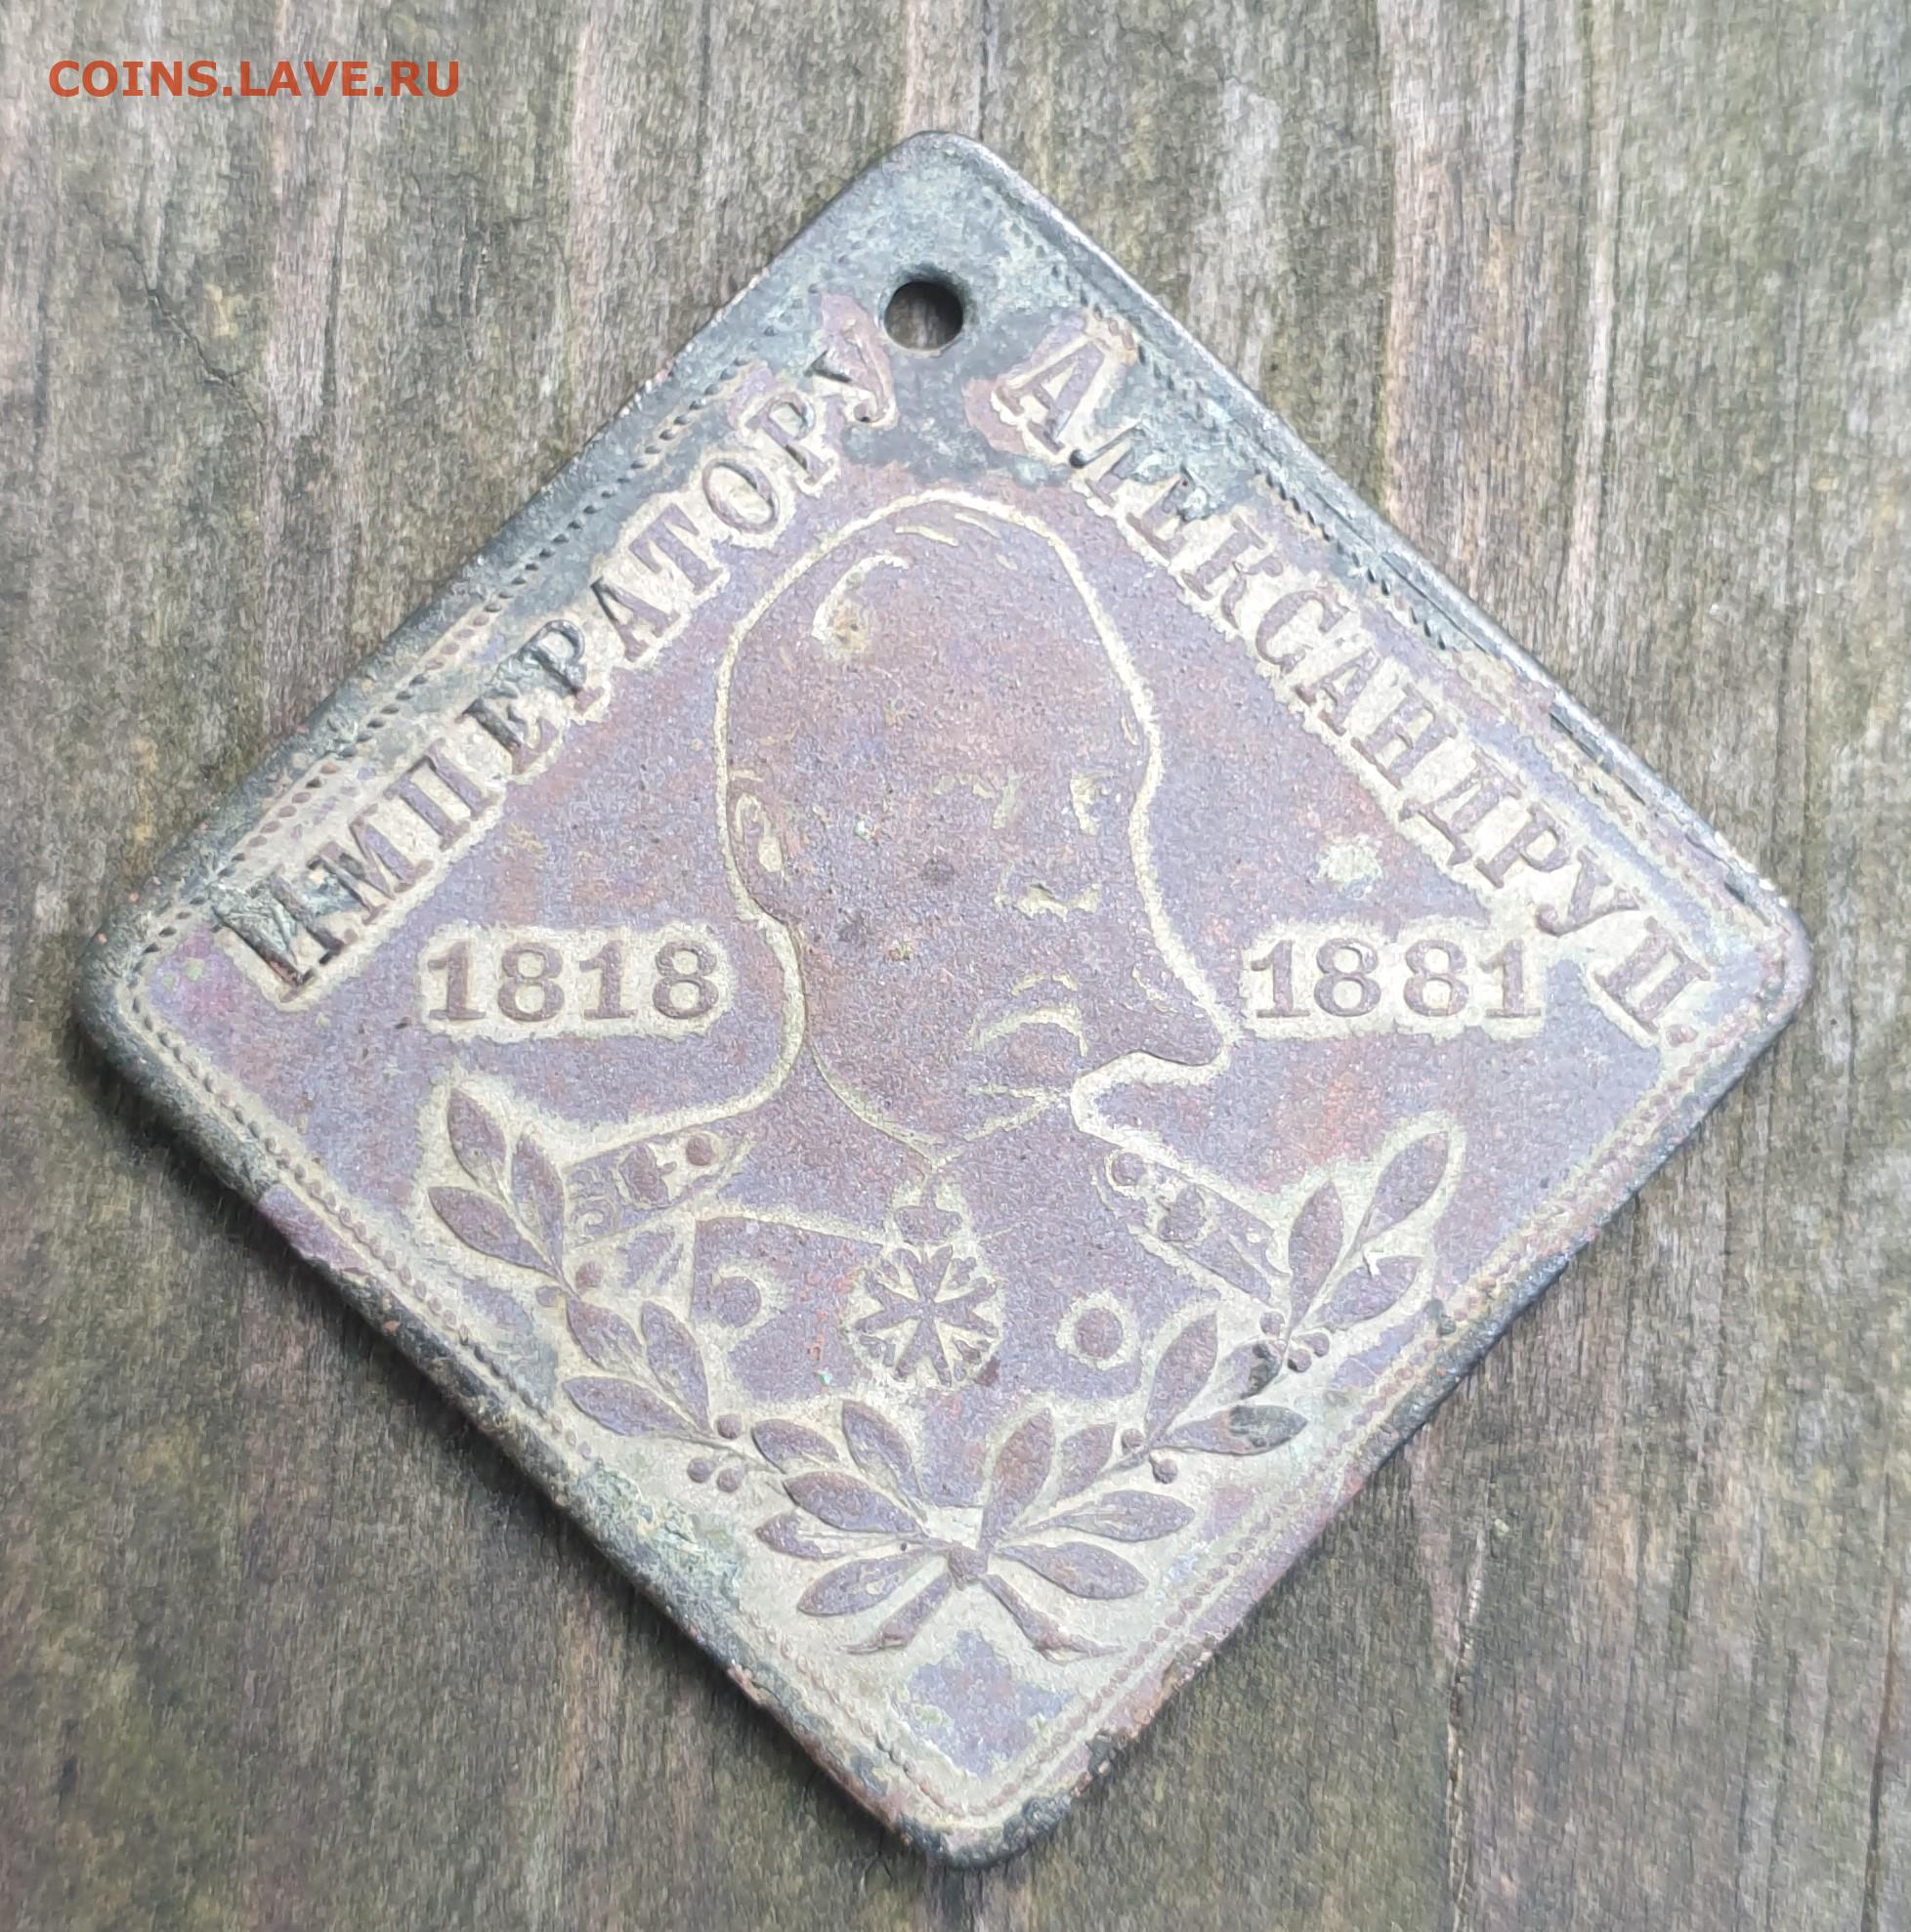 COINS.LAVE.RU
ИМПЕРАТОРУ АЛЕКСАНДРУ II.
1818 1881